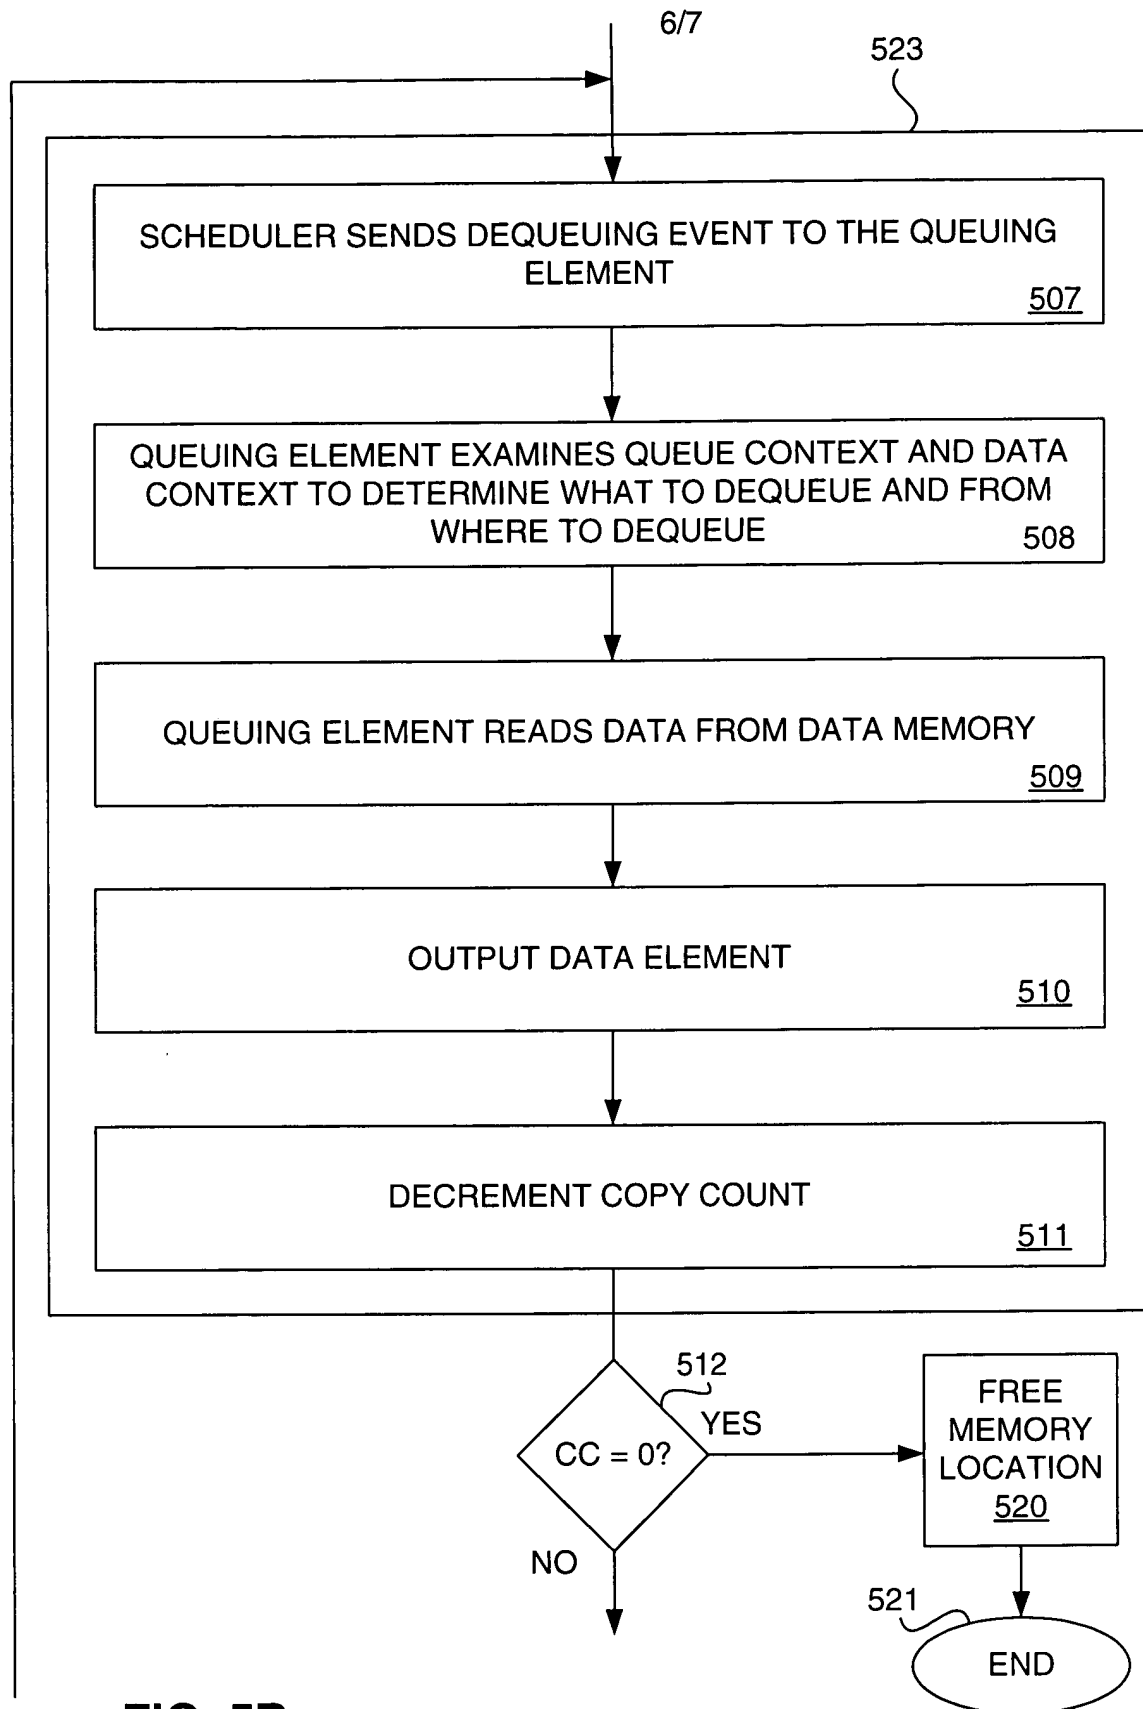 6/7
523
SCHEDULER SENDS DEQUEUING EVENT TO THE QUEUING
ELEMENT
507
QUEUING ELEMENT EXAMINES QUEUE CONTEXT AND DATA
CONTEXT TO DETERMINE WHAT TO DEQUEUE AND FROM
WHERE TO DEQUEUE
508
QUEUING ELEMENT READS DATA FROM DATA MEMORY
509
OUTPUT DATA ELEMENT
510
DECREMENT COPY COUNT
511
512
CC = 0?
YES
NO
FREE
MEMORY
LOCATION
520
521
END